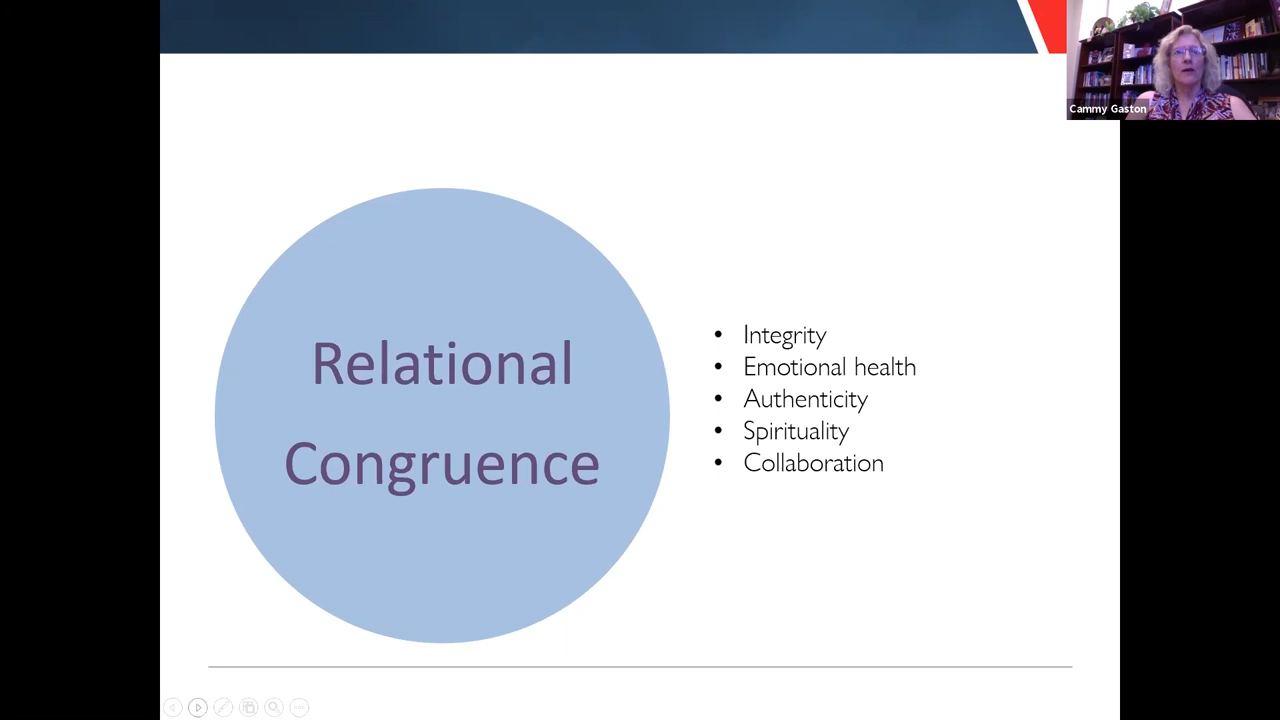 Cammy Gaston
Relational
Congruence
• Integrity
• Emotional health
• Authenticity
• Spirituality
• Collaboration